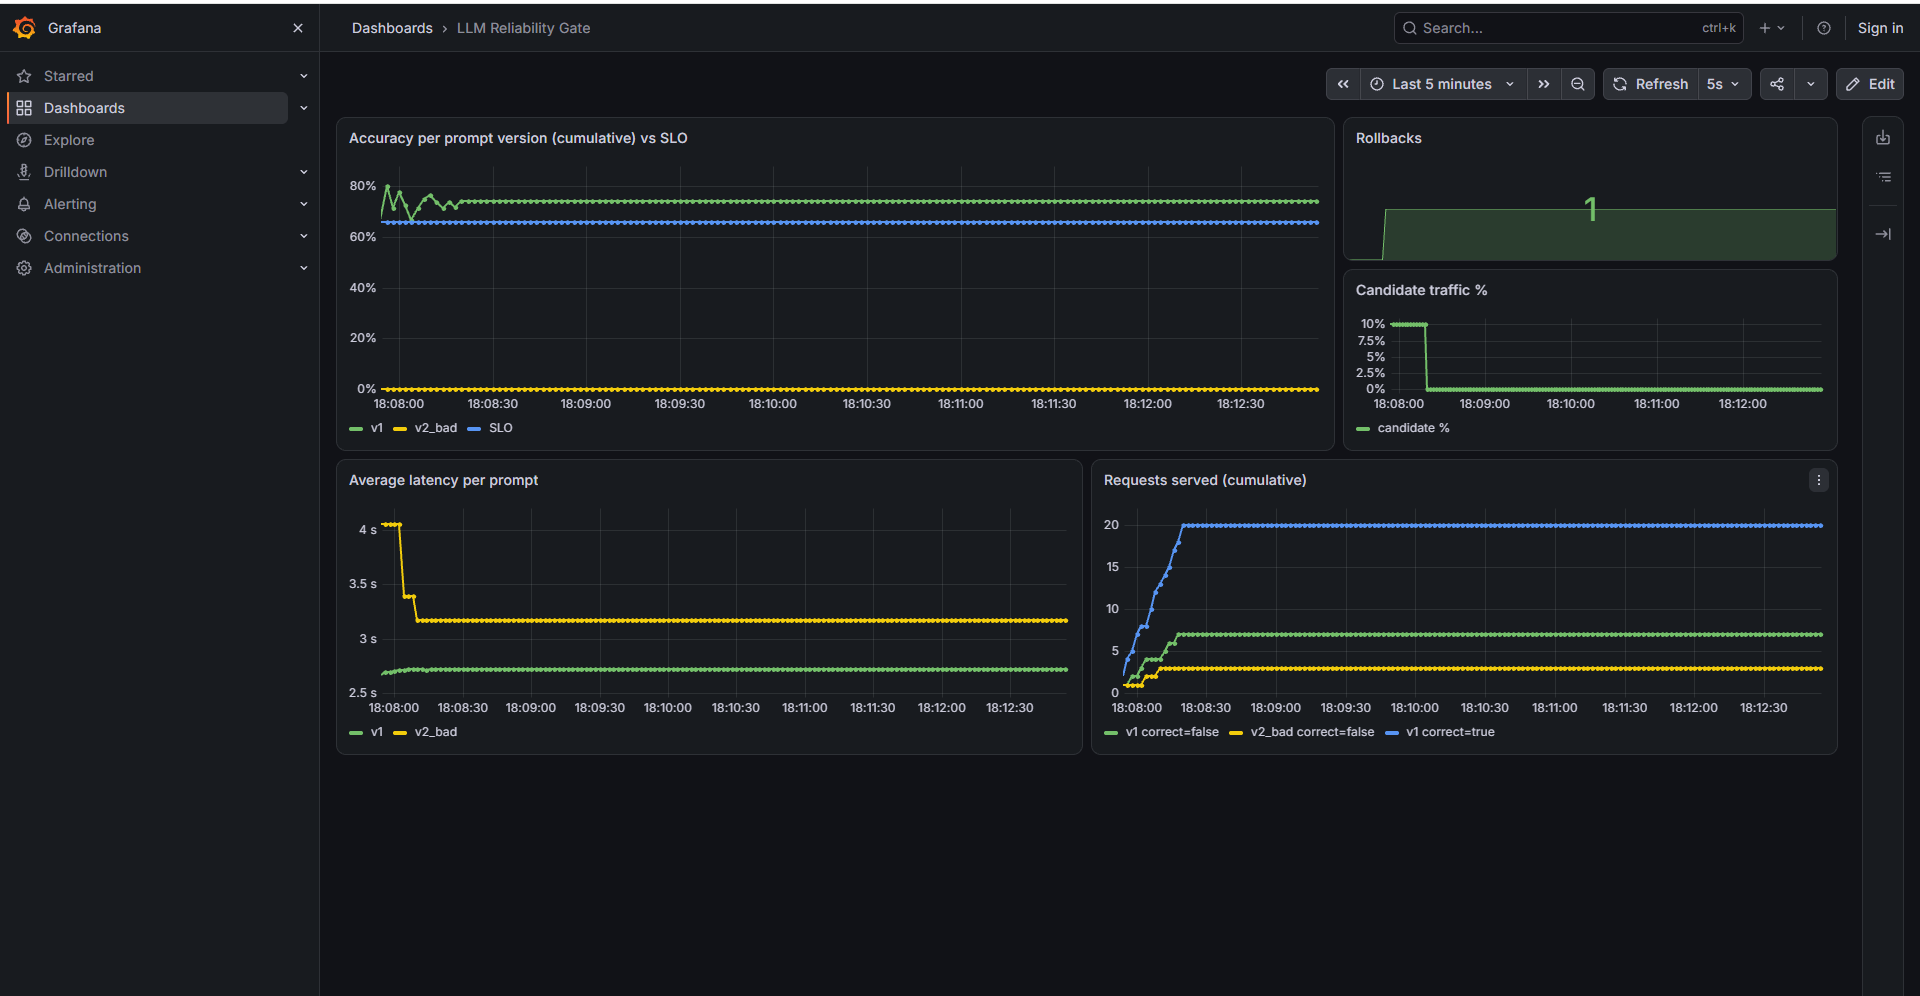 Grafana
Dashboards › LLM Reliability Gate
Search... ctrl+k
Sign in
Starred
Dashboards
Explore
Drilldown
Alerting
Connections
Administration
Last 5 minutes
Refresh 5s
Edit
Accuracy per prompt version (cumulative) vs SLO
80%
60%
40%
20%
0%
18:08:00 18:08:30 18:09:00 18:09:30 18:10:00 18:10:30 18:11:00 18:11:30 18:12:00 18:12:30
v1 v2_bad SLO
Rollbacks
1
Candidate traffic %
10%
7.5%
5%
2.5%
0%
18:08:00 18:09:00 18:10:00 18:11:00 18:12:00
candidate %
Average latency per prompt
4 s
3.5 s
3 s
2.5 s
18:08:00 18:08:30 18:09:00 18:09:30 18:10:00 18:10:30 18:11:00 18:11:30 18:12:00 18:12:30
v1 v2_bad
Requests served (cumulative)
20
15
10
5
0
18:08:00 18:08:30 18:09:00 18:09:30 18:10:00 18:10:30 18:11:00 18:11:30 18:12:00 18:12:30
v1 correct=false v2_bad correct=false v1 correct=true